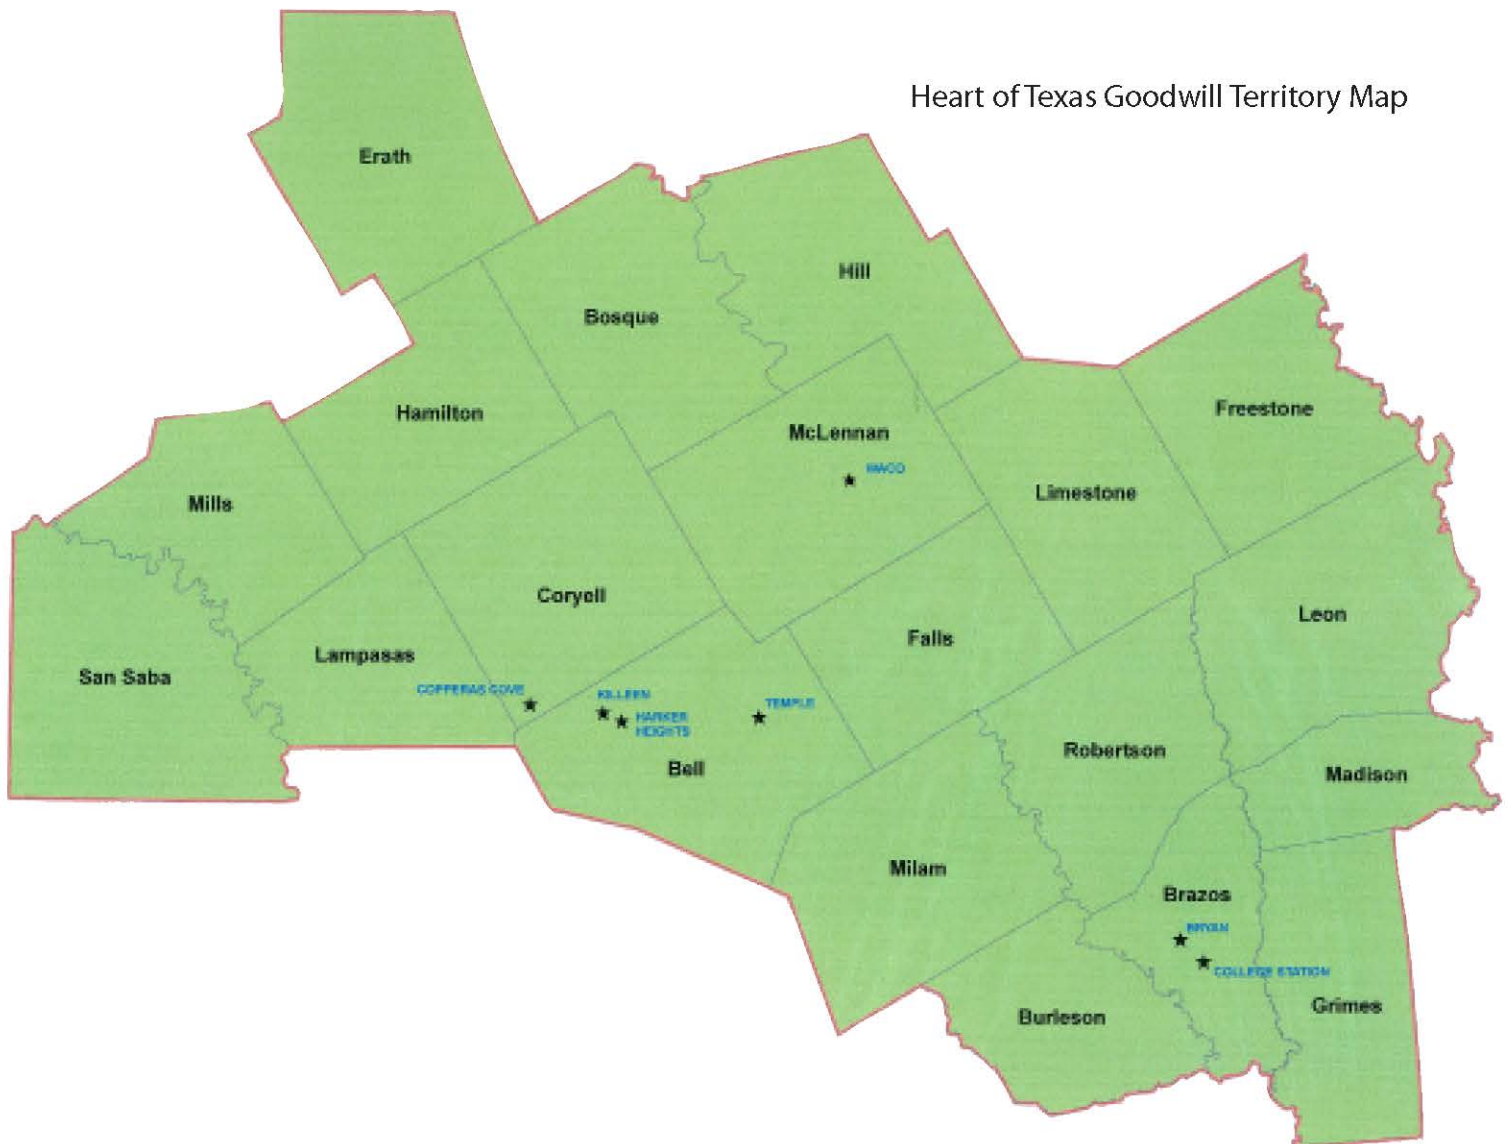 Heart of Texas Goodwill Territory Map
Erath
Hill
Bosque
Hamilton
Freestone
McLennan
WACO
Limestone
Mills
Coryell
Leon
Falls
Lampasas
San Saba
COPPERAS COVE
KILLEEN
HARKER
HEIGHTS
TEMPLE
Robertson
Bell
Madison
Milam
Brazos
BRYAN
COLLEGE STATION
Grimes
Burleson